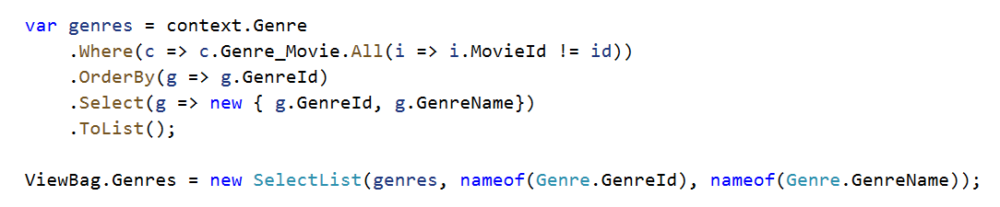 var genres = context.Genre
.Where(c => c.Genre_Movie.All(i => i.MovieId != id))
.OrderBy(g => g.GenreId)
.Select(g => new { g.GenreId, g.GenreName})
.ToList();
ViewBag.Genres = new SelectList(genres, nameof(Genre.GenreId), nameof(Genre.GenreName));